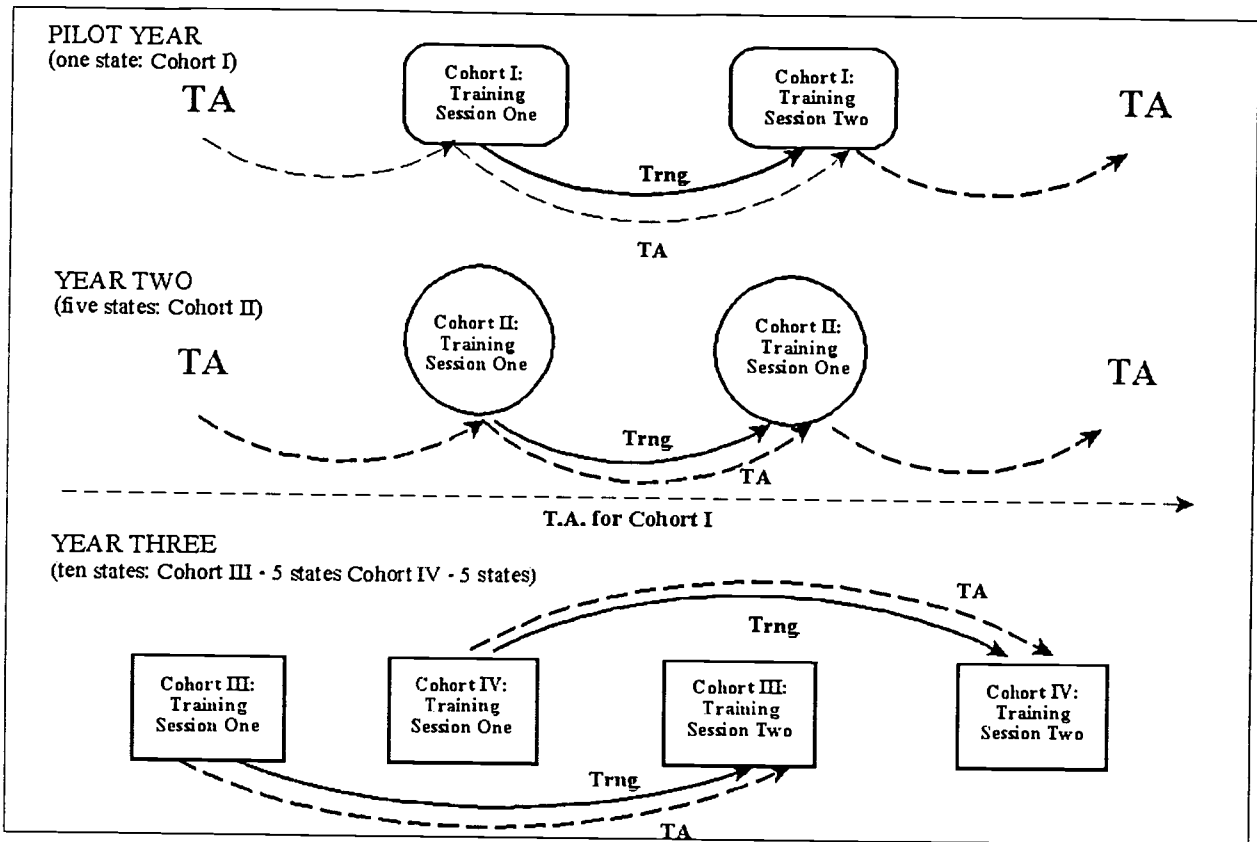 PILOT YEAR
(one state: Cohort I)
TA
Cohort I:
Training
Session One
Cohort I:
Training
Session Two
TA
Trng
TA
YEAR TWO
(five states: Cohort II)
TA
Cohort II:
Training
Session One
Cohort II:
Training
Session One
TA
Trng
TA
T.A. for Cohort I
YEAR THREE
(ten states: Cohort III - 5 states Cohort IV - 5 states)
TA
Trng
Cohort III:
Training
Session One
Cohort IV:
Training
Session One
Cohort III:
Training
Session Two
Cohort IV:
Training
Session Two
Trng
TA